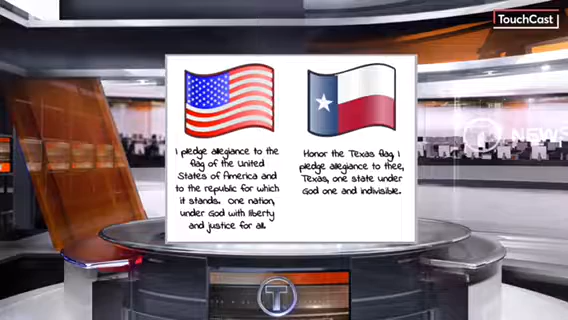 TouchCast
I pledge allegiance to the
flag of the United
States of America and
to the republic for which
it stands. One nation,
under God with liberty
and justice for all.
Honor the Texas flag, I
pledge allegiance to thee,
Texas, one state under
God one and indivisible.
T NEWS
T